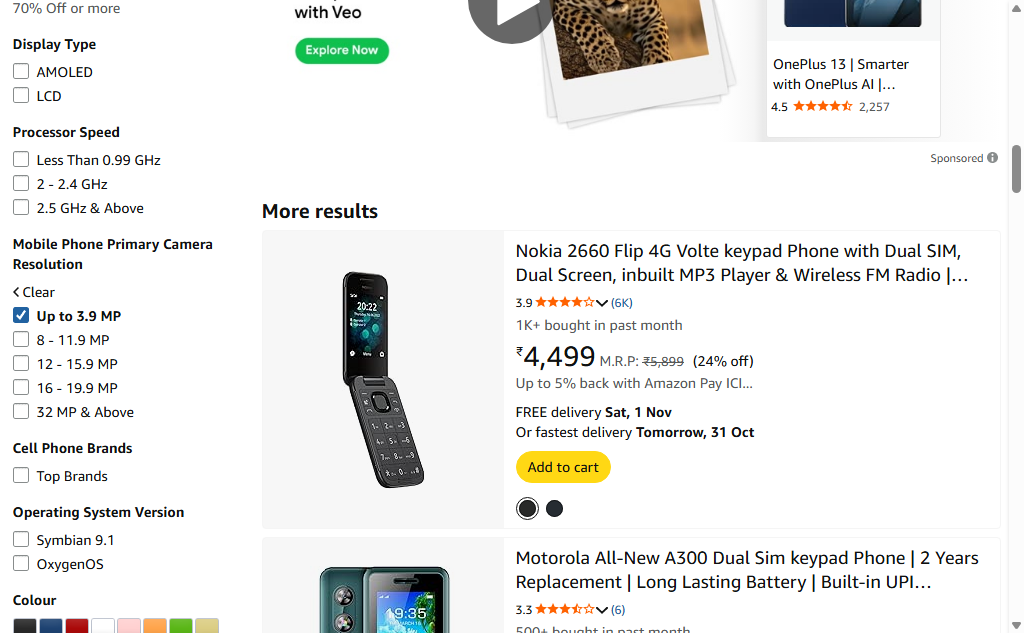 70% Off or more
Display Type
AMOLED
LCD
Processor Speed
Less Than 0.99 GHz
2 - 2.4 GHz
2.5 GHz & Above
Mobile Phone Primary Camera
Resolution
Clear
Up to 3.9 MP
8 - 11.9 MP
12 - 15.9 MP
16 - 19.9 MP
32 MP & Above
Cell Phone Brands
Top Brands
Operating System Version
Symbian 9.1
OxygenOS
Colour
with Veo
Explore Now
OnePlus 13 | Smarter
with OnePlus AI |...
4.5 2,257
Sponsored
More results
20:22
Nokia 2660 Flip 4G Volte keypad Phone with Dual SIM,
Dual Screen, inbuilt MP3 Player & Wireless FM Radio |...
3.9 (6K)
1K+ bought in past month
₹4,499 M.R.P: ₹5,899 (24% off)
Up to 5% back with Amazon Pay ICI...
FREE delivery Sat, 1 Nov
Or fastest delivery Tomorrow, 31 Oct
Add to cart
19:35
Motorola All-New A300 Dual Sim keypad Phone | 2 Years
Replacement | Long Lasting Battery | Built-in UPI...
3.3 (6)
500+ bought in past month